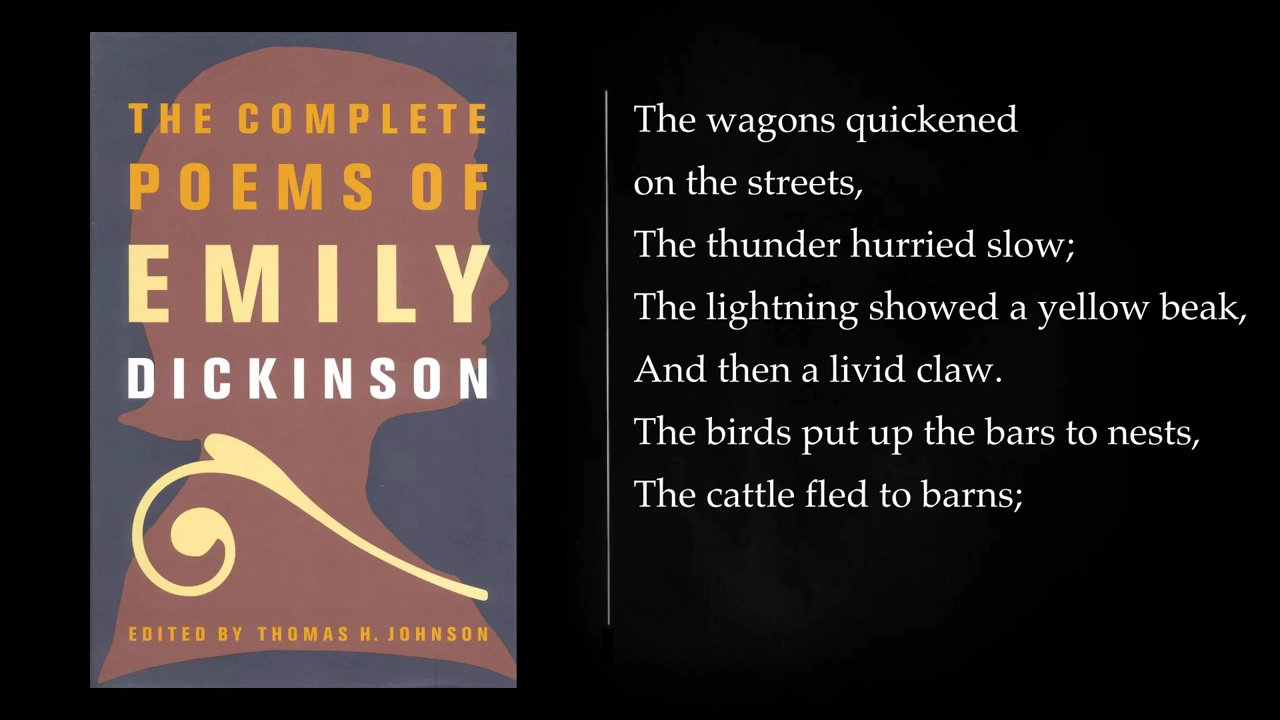 THE COMPLETE
POEMS OF
EMILY
DICKINSON
EDITED BY THOMAS H. JOHNSON
The wagons quickened
on the streets,
The thunder hurried slow;
The lightning showed a yellow beak,
And then a livid claw.
The birds put up the bars to nests,
The cattle fled to barns;